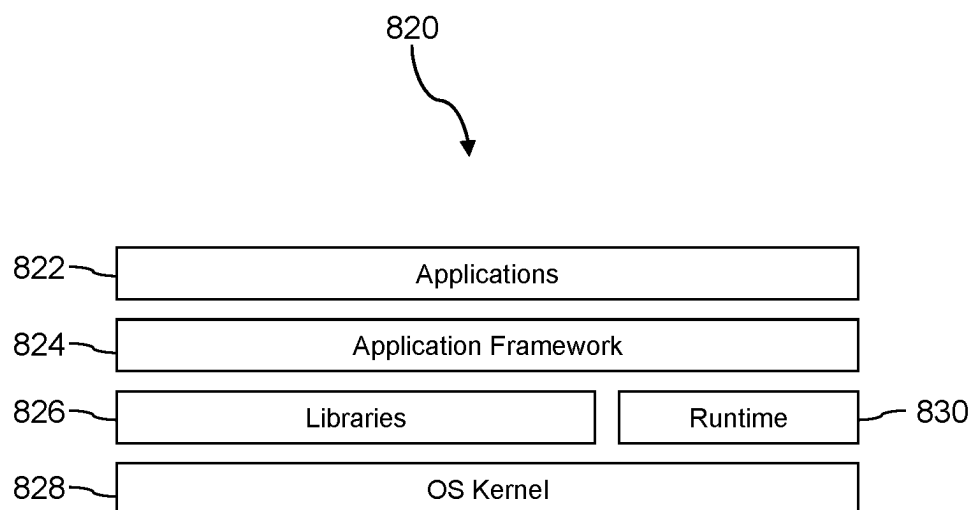 820
822 Applications
824 Application Framework
826 Libraries Runtime 830
828 OS Kernel